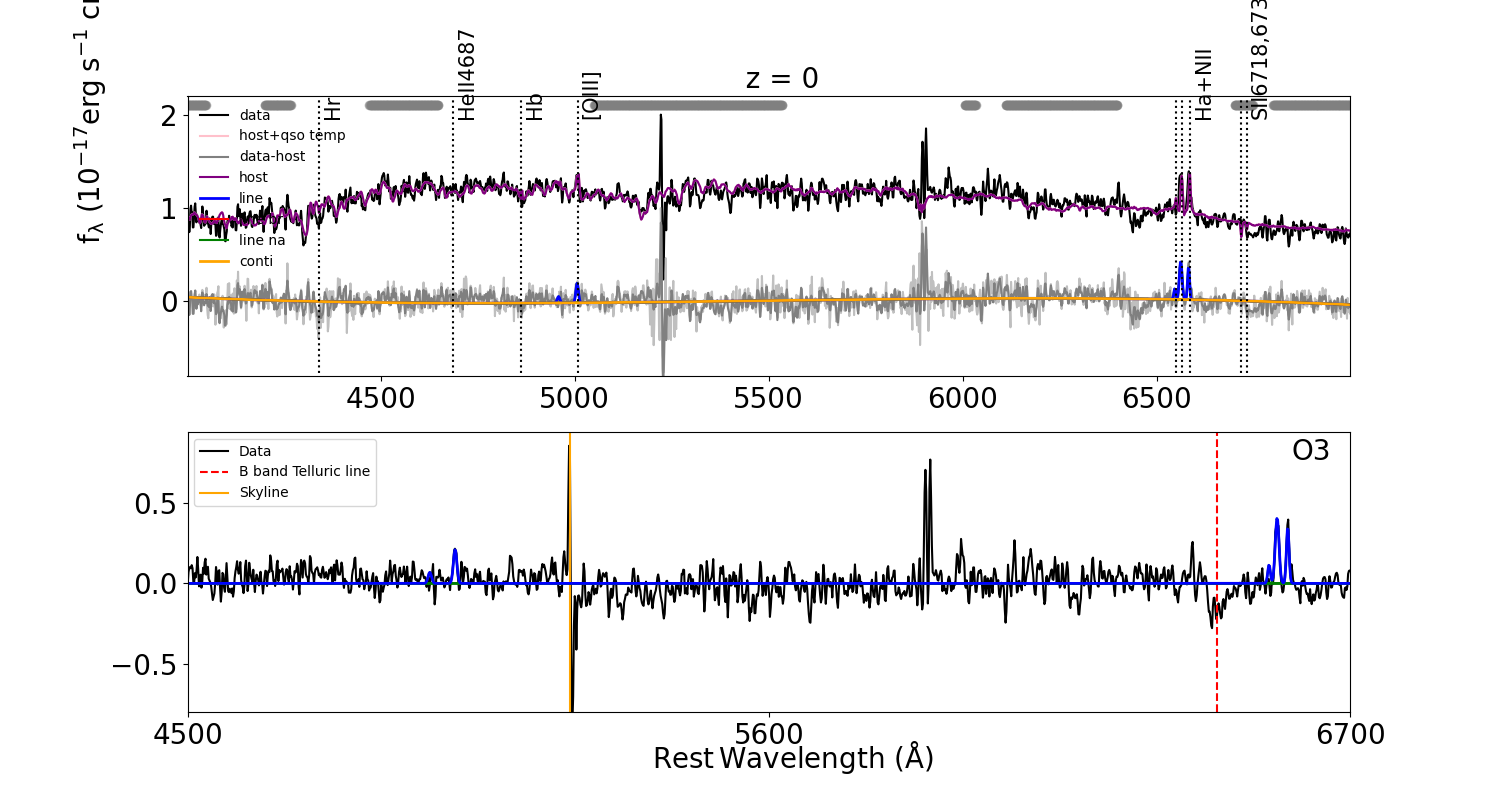 z = 0
f_λ (10^−17 erg s^−1 c
Hr
HeII4687
Hb
[OIII]
Ha+NII
SII6718,673
2
1
0
data
host+qso temp
data-host
host
line
line na
conti
4500 5000 5500 6000 6500
O3
Data
B band Telluric line
Skyline
0.5
0.0
−0.5
4500 5600 6700
Rest Wavelength (Å)